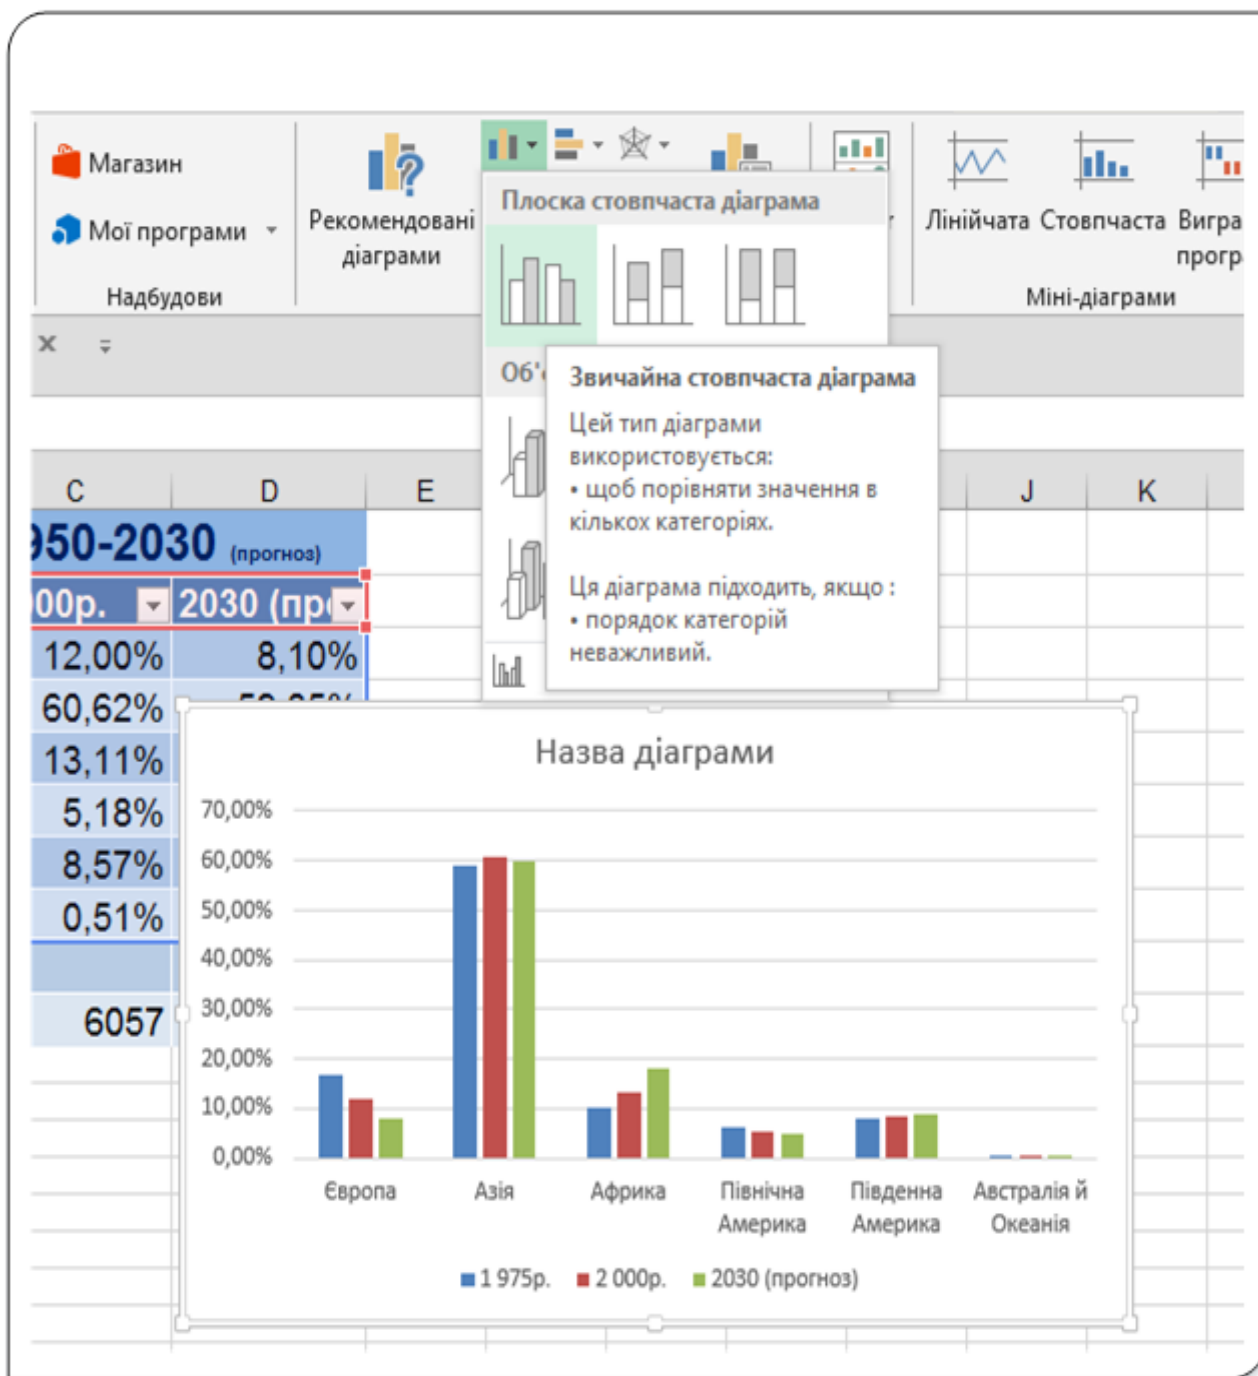 Магазин
Мої програми
Надбудови
Рекомендовані
діаграми
Плоска стовпчаста діаграма
Лінійчата Стовпчаста
Міні-діаграми
Звичайна стовпчаста діаграма
Цей тип діаграми
використовується:
• щоб порівняти значення в
кількох категоріях.
Ця діаграма підходить, якщо :
• порядок категорій
неважливий.
C D E J K
950-2030 (прогноз)
00р. 2030 (пр
12,00% 8,10%
60,62%
13,11%
5,18%
8,57%
0,51%
6057
Назва діаграми
70,00%
60,00%
50,00%
40,00%
30,00%
20,00%
10,00%
0,00%
Європа Азія Африка Північна Америка Південна Америка Австралія й Океанія
1 975р. 2 000р. 2030 (прогноз)